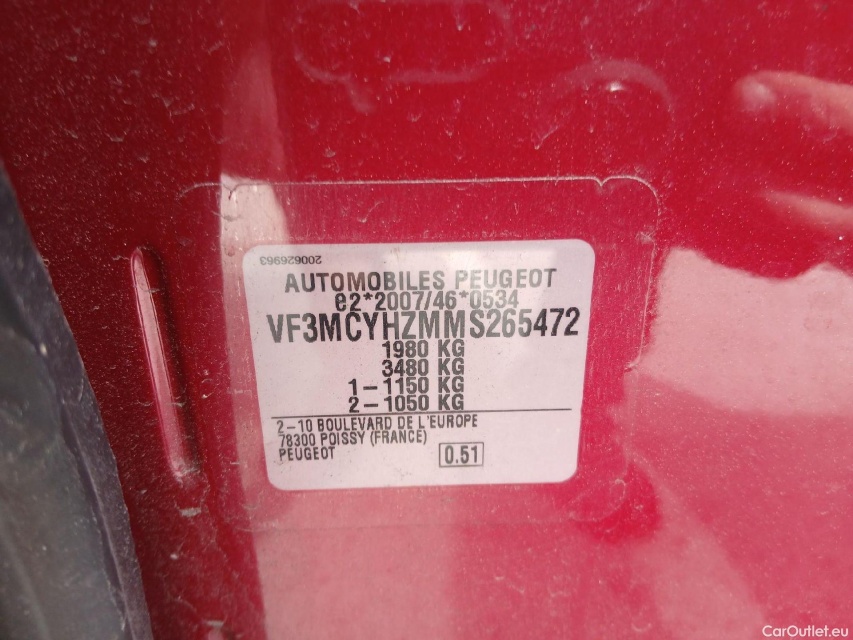 200626963
AUTOMOBILES PEUGEOT
e2*2007/46*0534
VF3MCYHZMMS265472
1980 KG
3480 KG
1-1150 KG
2-1050 KG
2-10 BOULEVARD DE L'EUROPE
78300 POISSY (FRANCE)
PEUGEOT
0.51
CarOutlet.eu